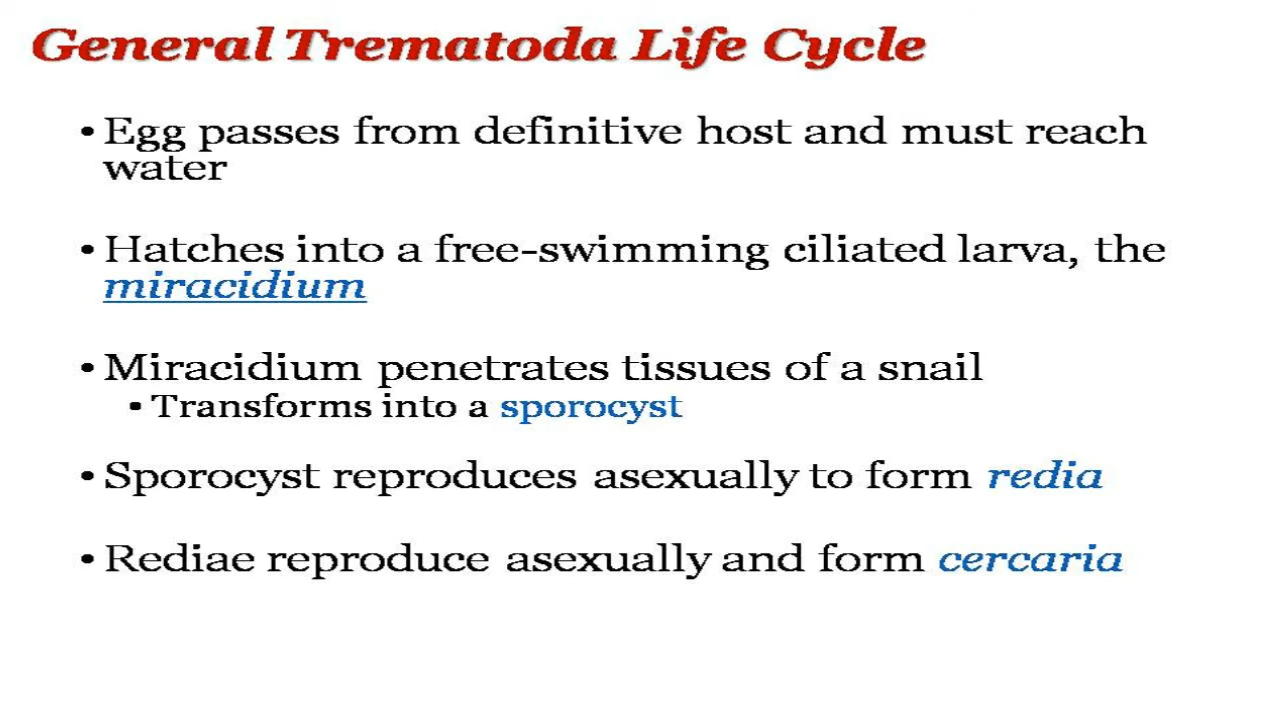 General Trematoda Life Cycle
• Egg passes from definitive host and must reach
water
• Hatches into a free-swimming ciliated larva, the
miracidium
• Miracidium penetrates tissues of a snail
• Transforms into a sporocyst
• Sporocyst reproduces asexually to form redia
• Rediae reproduce asexually and form cercaria